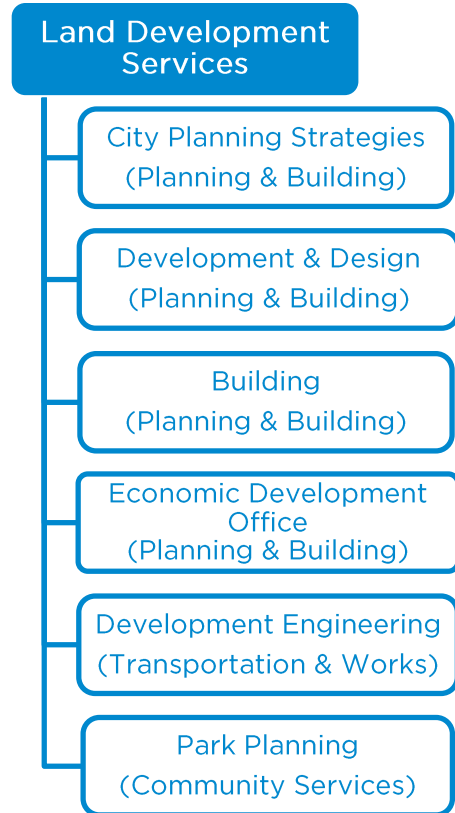 Land Development
Services
City Planning Strategies
(Planning & Building)
Development & Design
(Planning & Building)
Building
(Planning & Building)
Economic Development
Office
(Planning & Building)
Development Engineering
(Transportation & Works)
Park Planning
(Community Services)